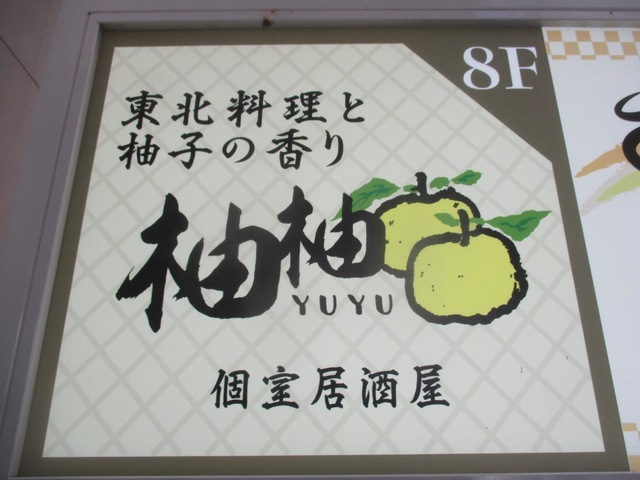 8F
東北料理と
柚子の香り
柚柚
YUYU
個室居酒屋